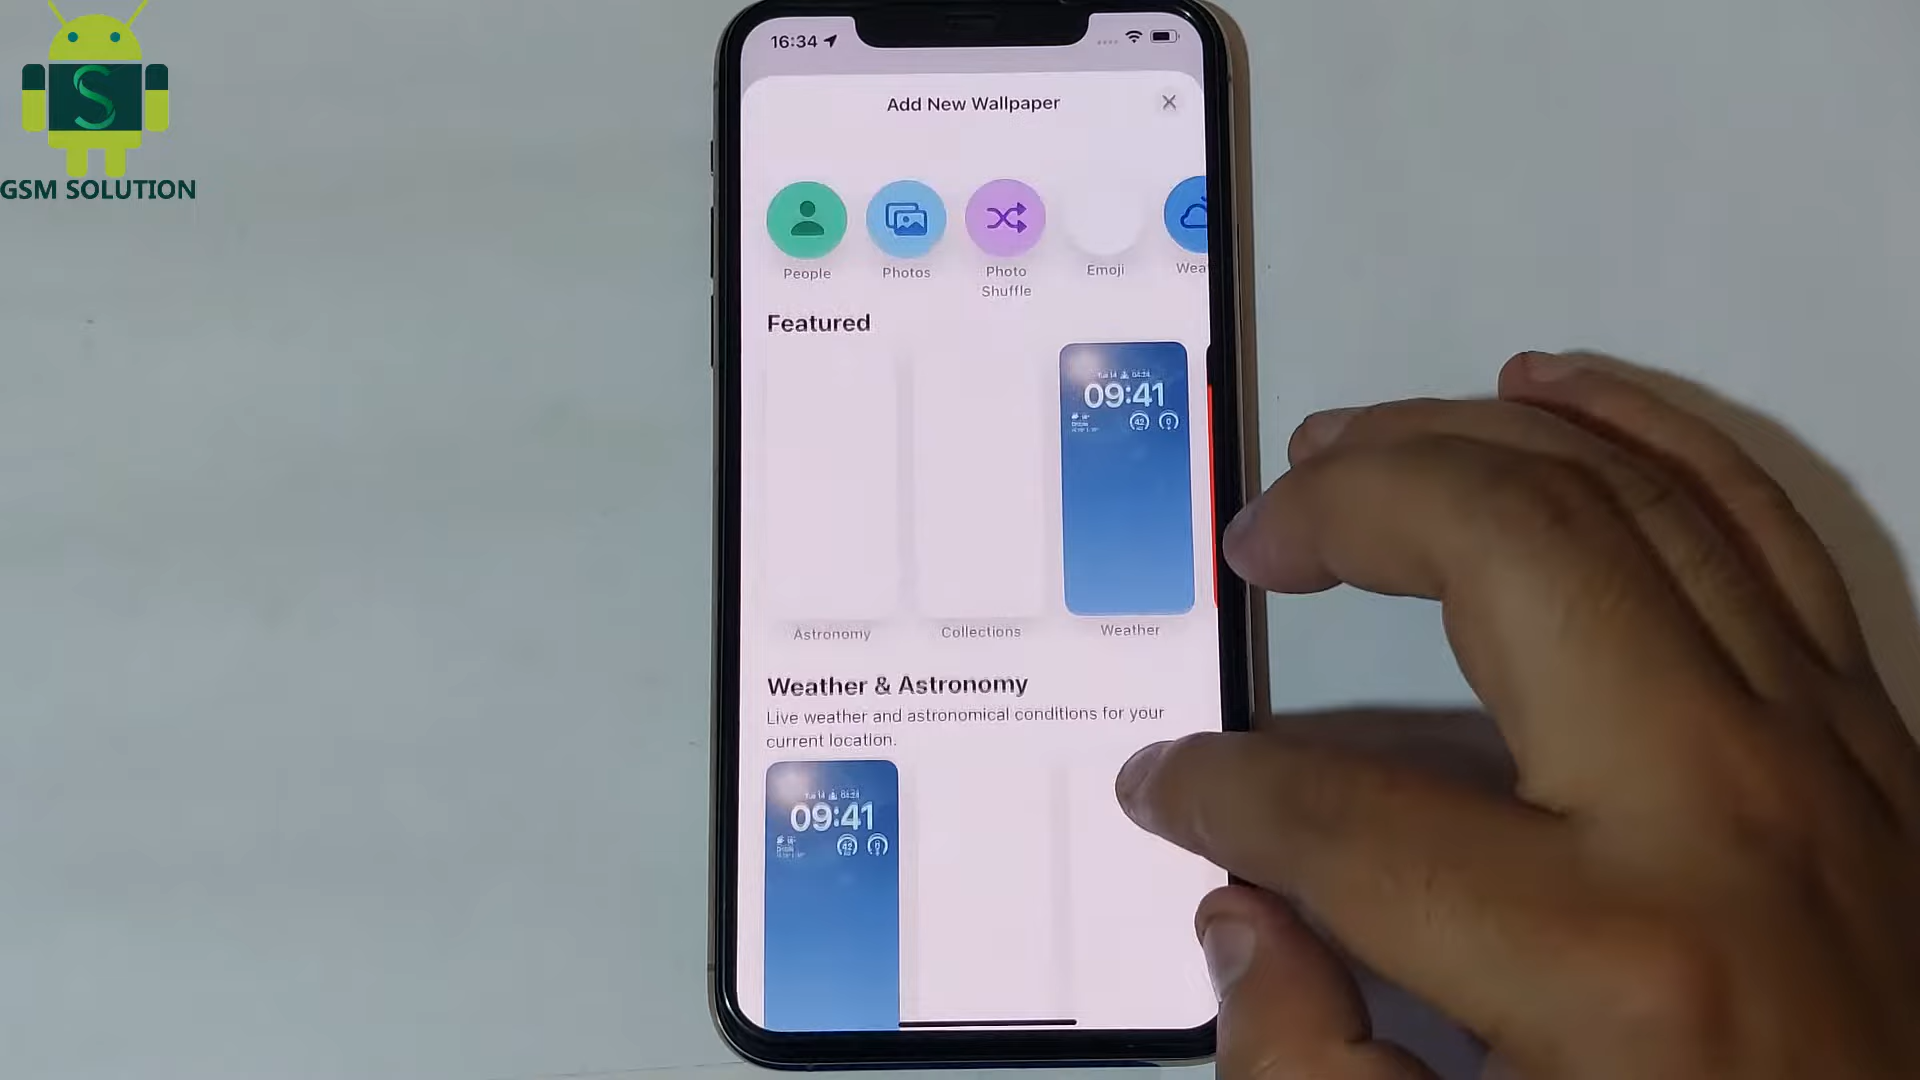 GSM SOLUTION
16:34
Add New Wallpaper
People
Photos
Photo
Shuffle
Emoji
Wea
Featured
09:41
Astronomy
Collections
Weather
Weather & Astronomy
Live weather and astronomical conditions for your
current location.
09:41